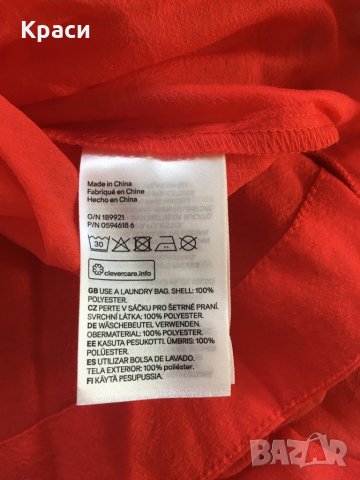 Краси
Made in China
Fabriqué en Chine
Hecho en China
O/N 189921
P/N 0594618 6
30
clevercare.info
GB USE A LAUNDRY BAG. SHELL: 100%
POLYESTER.
CZ PERTE V SÁČKU PRO ŠETRNÉ PRANÍ.
SVRCHNÍ LÁTKA: 100% POLYESTER.
DE WÄSCHEBEUTEL VERWENDEN.
OBERMATERIAL: 100% POLYESTER.
EE KASUTA PESUKOTTI. ÜMBRIS: 100%
POLÜESTER.
ES UTILIZAR BOLSA DE LAVADO.
TELA EXTERIOR: 100% poliéster.
FI KÄYTÄ PESUPUSSIA.
BAZAR